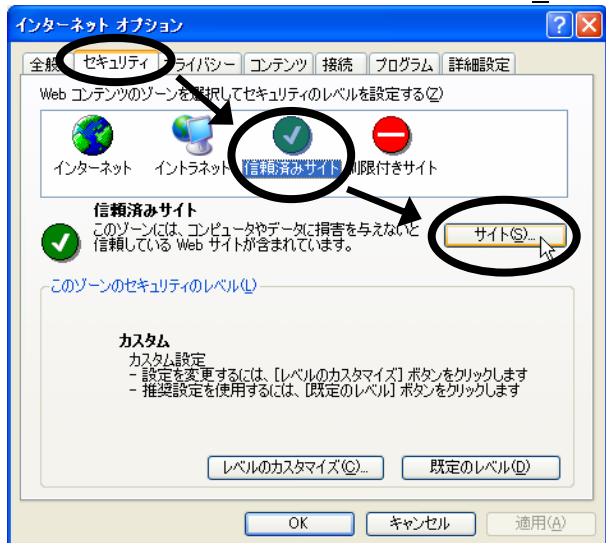 インターネット オプション
全般 セキュリティ プライバシー コンテンツ 接続 プログラム 詳細設定
Web コンテンツのゾーンを選択してセキュリティのレベルを設定する(Z)
インターネット イントラネット 信頼済みサイト 制限付きサイト
信頼済みサイト
このゾーンには、コンピュータやデータに損害を与えないと
信頼している Web サイトが含まれています。
サイト(S)...
このゾーンのセキュリティのレベル(L)
カスタム
カスタム設定
- 設定を変更するには、[レベルのカスタマイズ] ボタンをクリックします
- 推奨設定を使用するには、[既定のレベル] ボタンをクリックします
レベルのカスタマイズ(C)... 既定のレベル(D)
OK キャンセル 適用(A)